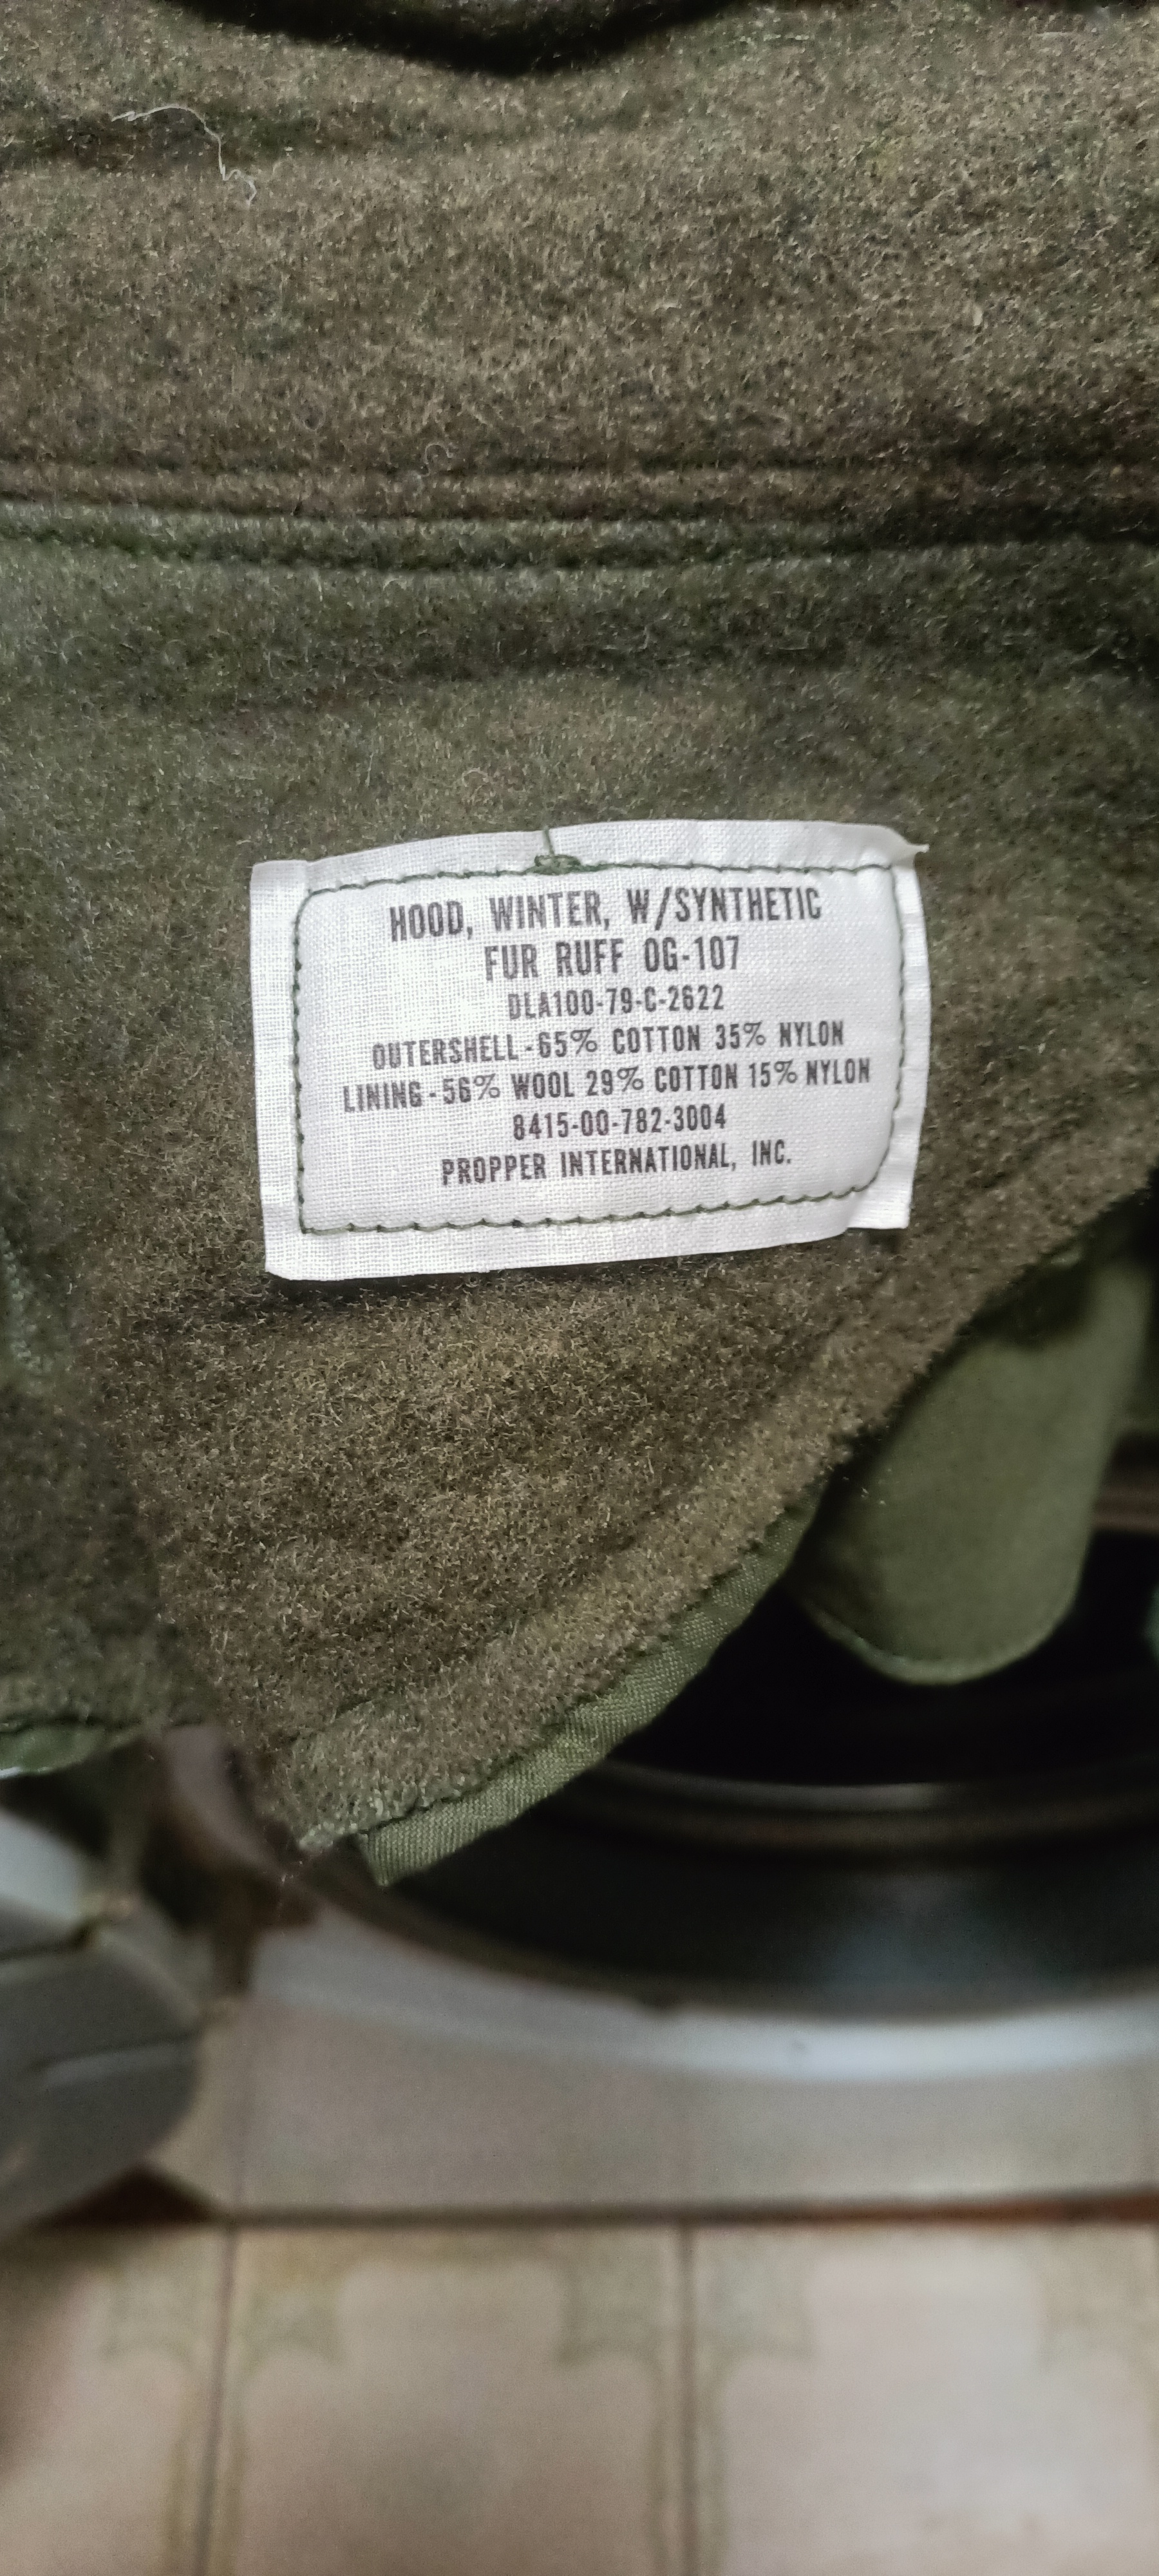 HOOD, WINTER, W/SYNTHETIC
FUR RUFF OG-107
DLA100-79-C-2622
OUTERSHELL-65% COTTON 35% NYLON
LINING-56% WOOL 29% COTTON 15% NYLON
8415-00-782-3004
PROPPER INTERNATIONAL, INC.